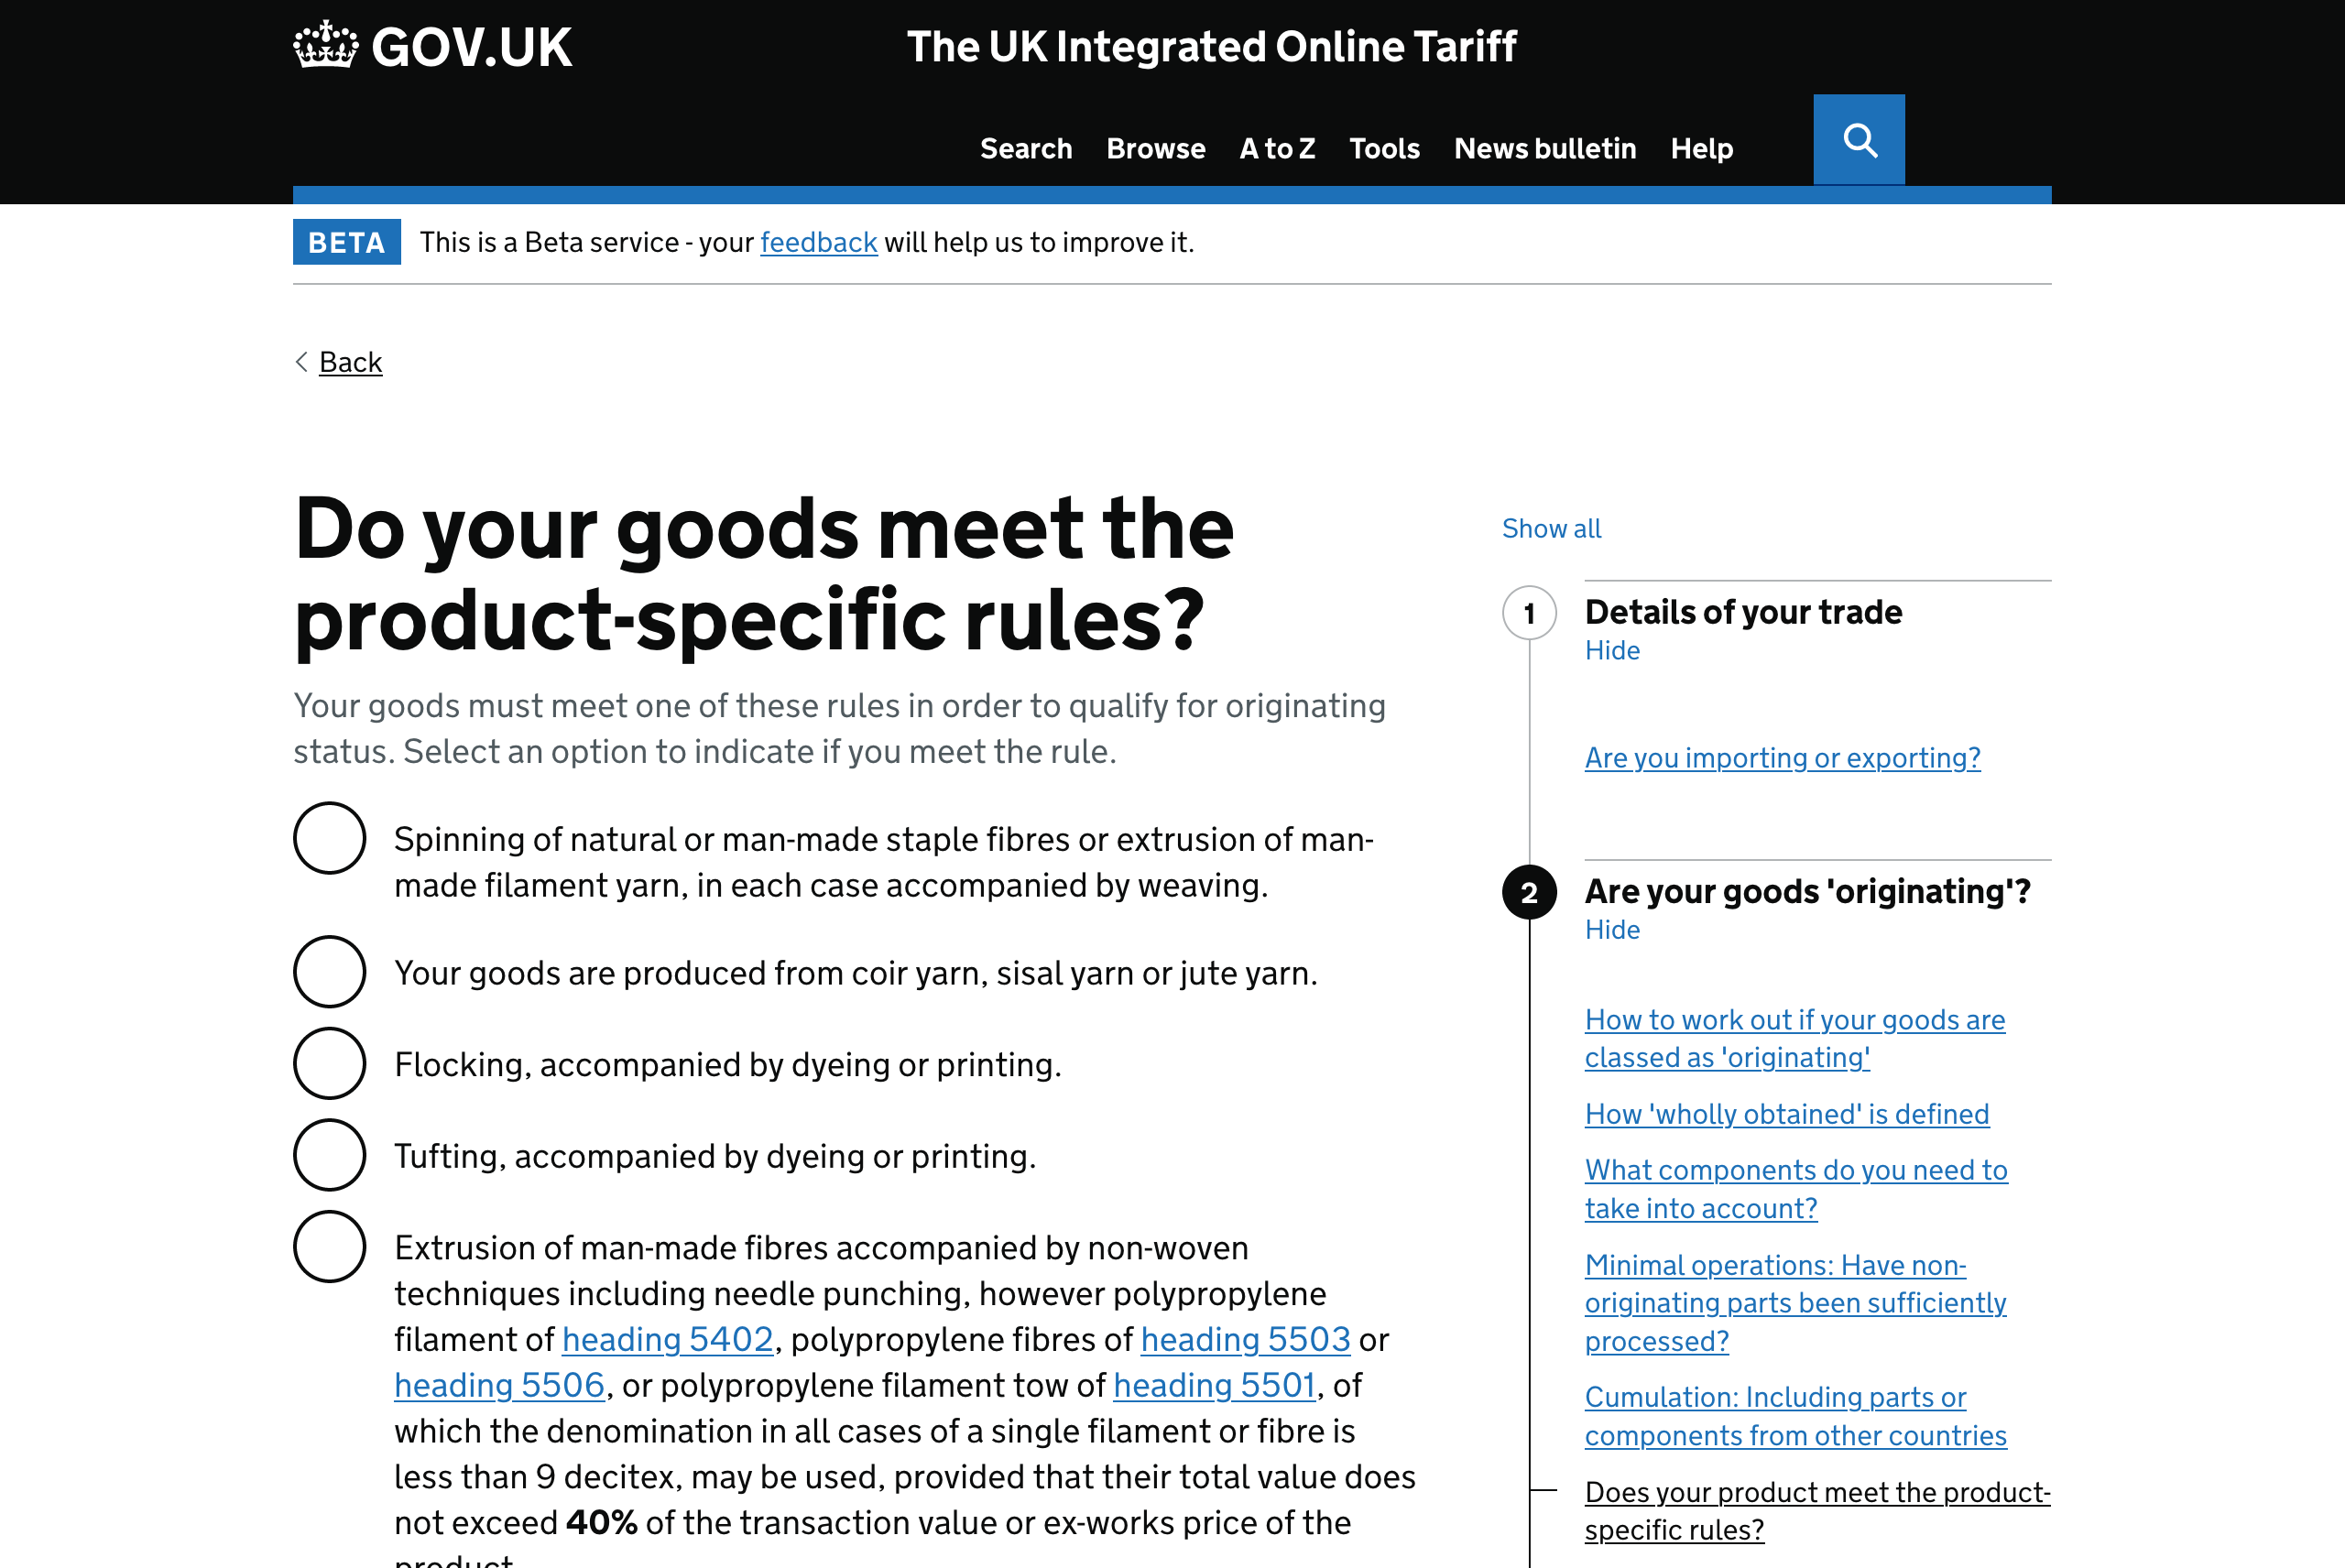 GOV.UK
The UK Integrated Online Tariff
Search Browse A to Z Tools News bulletin Help
BETA This is a Beta service - your feedback will help us to improve it.
Back
Do your goods meet the
product-specific rules?
Your goods must meet one of these rules in order to qualify for originating
status. Select an option to indicate if you meet the rule.
Spinning of natural or man-made staple fibres or extrusion of man-
made filament yarn, in each case accompanied by weaving.
Your goods are produced from coir yarn, sisal yarn or jute yarn.
Flocking, accompanied by dyeing or printing.
Tufting, accompanied by dyeing or printing.
Extrusion of man-made fibres accompanied by non-woven
techniques including needle punching, however polypropylene
filament of heading 5402, polypropylene fibres of heading 5503 or
heading 5506, or polypropylene filament tow of heading 5501, of
which the denomination in all cases of a single filament or fibre is
less than 9 decitex, may be used, provided that their total value does
not exceed 40% of the transaction value or ex-works price of the
product
Show all
1 Details of your trade
Hide
Are you importing or exporting?
2 Are your goods 'originating'?
Hide
How to work out if your goods are
classed as 'originating'
How 'wholly obtained' is defined
What components do you need to
take into account?
Minimal operations: Have non-
originating parts been sufficiently
processed?
Cumulation: Including parts or
components from other countries
Does your product meet the product-
specific rules?